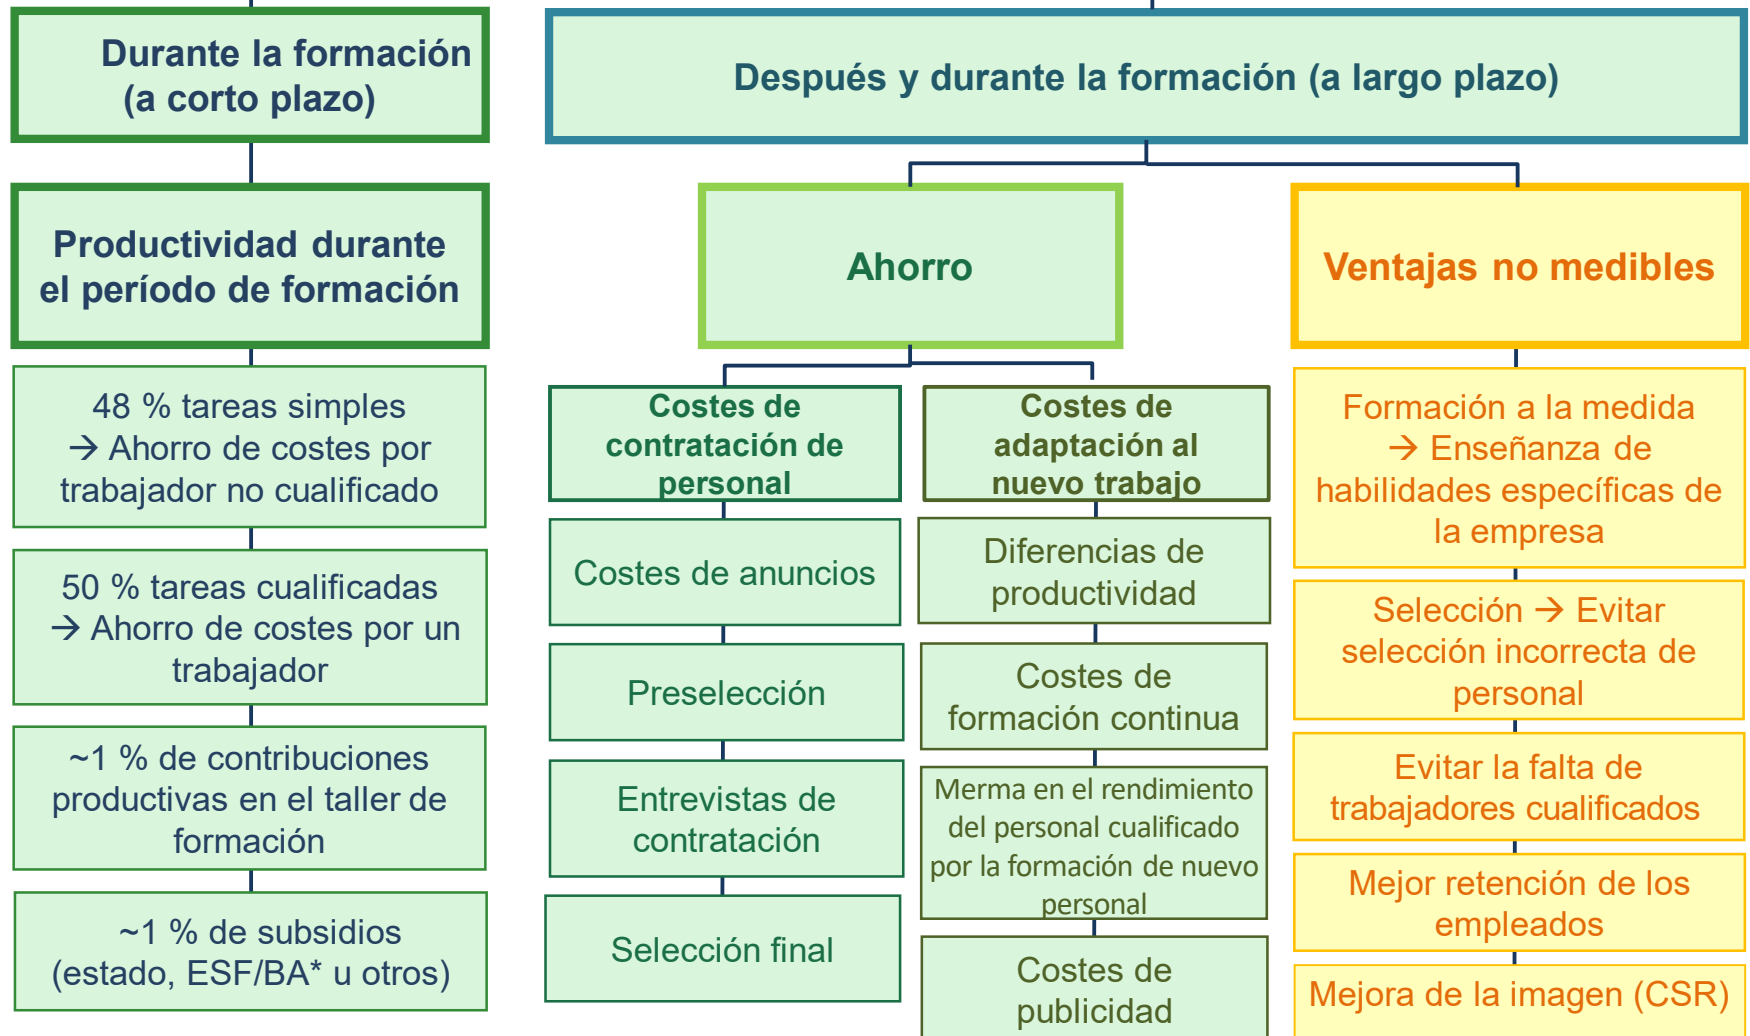 Durante la formación
(a corto plazo)
Después y durante la formación (a largo plazo)
Productividad durante
el período de formación
Ahorro
Ventajas no medibles
48 % tareas simples
→ Ahorro de costes por
trabajador no cualificado
50 % tareas cualificadas
→ Ahorro de costes por un
trabajador
~1 % de contribuciones
productivas en el taller de
formación
~1 % de subsidios
(estado, ESF/BA* u otros)
Costes de
contratación de
personal
Costes de anuncios
Preselección
Entrevistas de
contratación
Selección final
Costes de
adaptación al
nuevo trabajo
Diferencias de
productividad
Costes de
formación continua
Merma en el rendimiento
del personal cualificado
por la formación de nuevo
personal
Costes de
publicidad
Formación a la medida
→ Enseñanza de
habilidades específicas de
la empresa
Selección → Evitar
selección incorrecta de
personal
Evitar la falta de
trabajadores cualificados
Mejor retención de los
empleados
Mejora de la imagen (CSR)